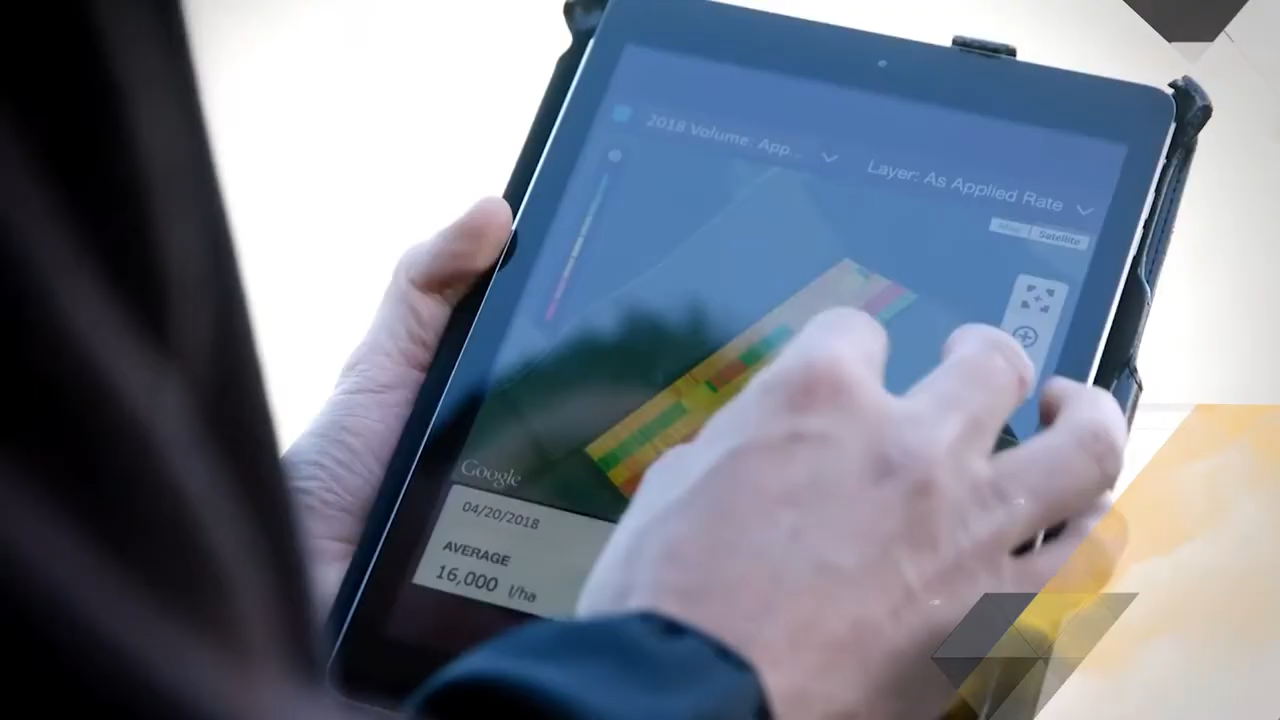 2018 Volume: App...
Layer: As Applied Rate
Satellite
Google
04/20/2018
AVERAGE
16,000 l/ha